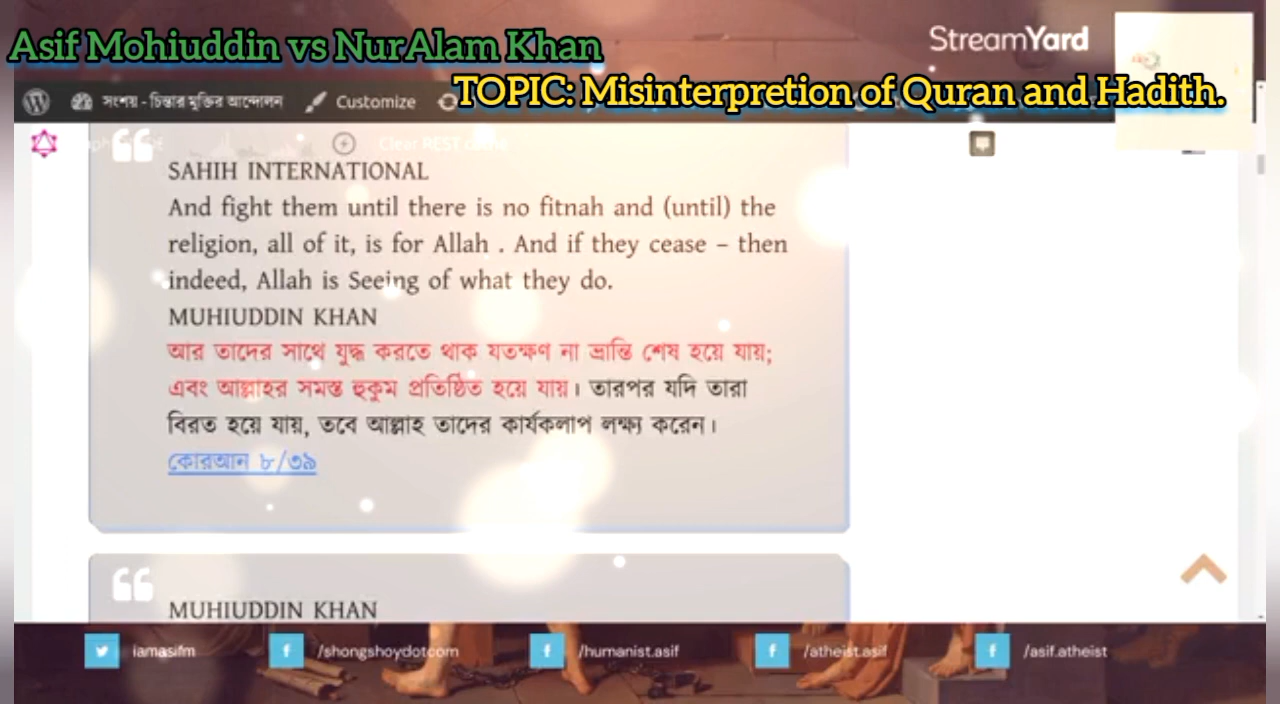 Asif Mohiuddin vs NurAlam Khan
StreamYard
TOPIC: Misinterpretion of Quran and Hadith.
সংশয় - চিন্তার মুক্তির আন্দোলন
Customize
Clear REST cache
SAHIH INTERNATIONAL
And fight them until there is no fitnah and (until) the
religion, all of it, is for Allah . And if they cease – then
indeed, Allah is Seeing of what they do.
MUHIUDDIN KHAN
আর তাদের সাথে যুদ্ধ করতে থাক যতক্ষণ না ভ্রান্তি শেষ হয়ে যায়;
এবং আল্লাহর সমস্ত হুকুম প্রতিষ্ঠিত হয়ে যায়। তারপর যদি তারা
বিরত হয়ে যায়, তবে আল্লাহ তাদের কার্যকলাপ লক্ষ্য করেন।
কোরআন ৮/৩৯
MUHIUDDIN KHAN
iamasifm
/shongshoydotcom
/humanist.asif
/atheist.asif
/asif.atheist